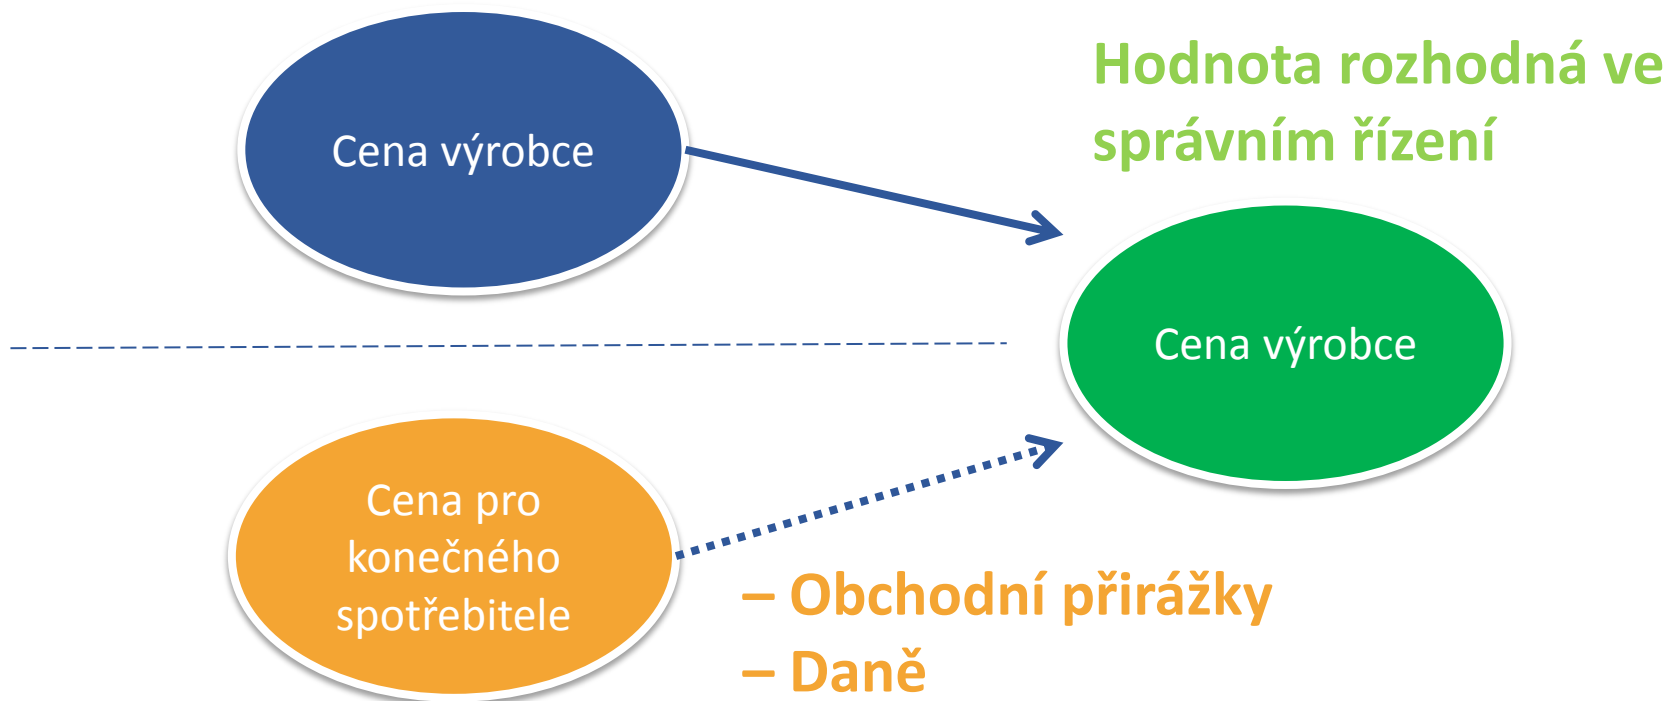 Cena výrobce
Hodnota rozhodná ve
správním řízení
Cena výrobce
Cena pro
konečného
spotřebitele
– Obchodní přirážky
– Daně